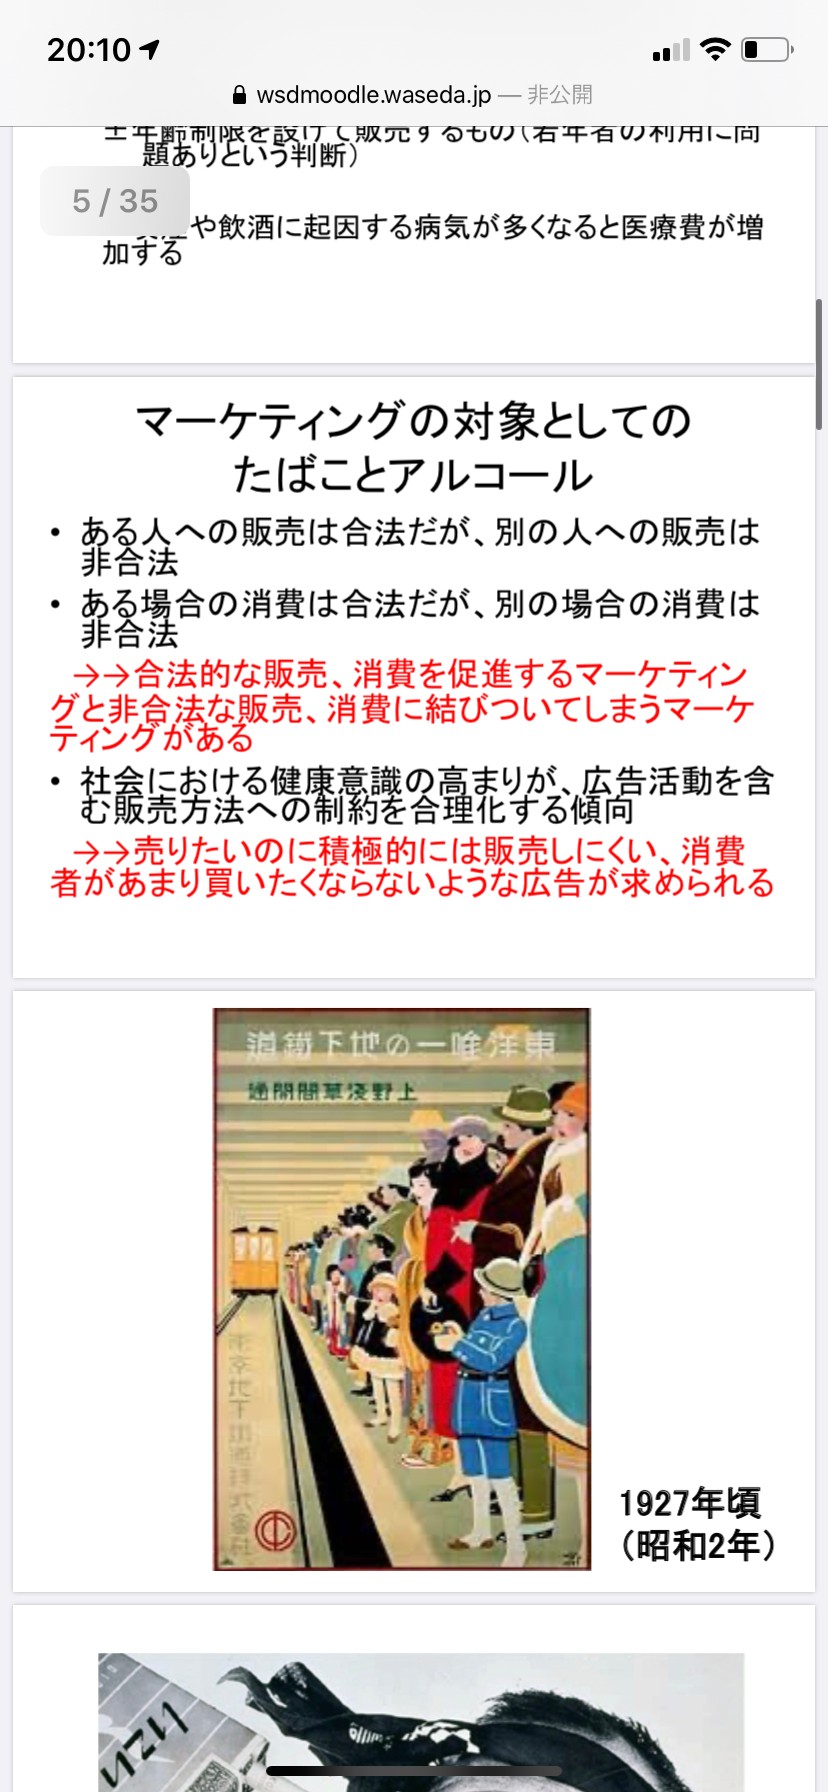 20:10
wsdmoodle.waseda.jp — 非公開
年齢制限を設けて販売するもの（若年者の利用に問
題ありという判断）
5 / 35
や飲酒に起因する病気が多くなると医療費が増
加する
マーケティングの対象としての
たばことアルコール
• ある人への販売は合法だが、別の人への販売は
非合法
• ある場合の消費は合法だが、別の場合の消費は
非合法
→→合法的な販売、消費を促進するマーケティン
グと非合法な販売、消費に結びついてしまうマーケ
ティングがある
• 社会における健康意識の高まりが、広告活動を含
む販売方法への制約を合理化する傾向
→→売りたいのに積極的には販売しにくい、消費
者があまり買いたくならないような広告が求められる
道鐵下地の一唯洋東
通開間草淺野上
東京地下鐵道株式會社
1927年頃
（昭和2年）
いこい